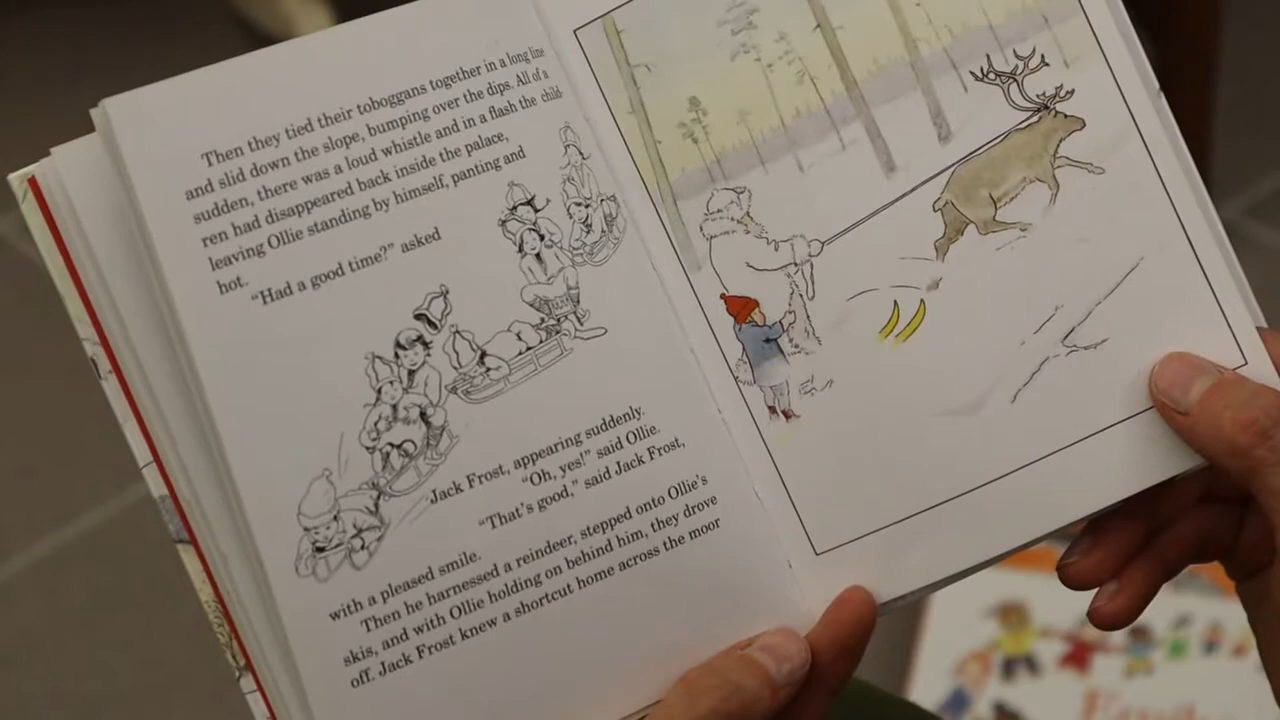 Then they tied their toboggans together in a long line
and slid down the slope, bumping over the dips. All of a
sudden, there was a loud whistle and in a flash the child-
ren had disappeared back inside the palace,
leaving Ollie standing by himself, panting and
hot.
“Had a good time?” asked
Jack Frost, appearing suddenly.
“Oh, yes!” said Ollie.
“That’s good,” said Jack Frost,
with a pleased smile.
Then he harnessed a reindeer, stepped onto Ollie’s
skis, and with Ollie holding on behind him, they drove
off. Jack Frost knew a shortcut home across the moor